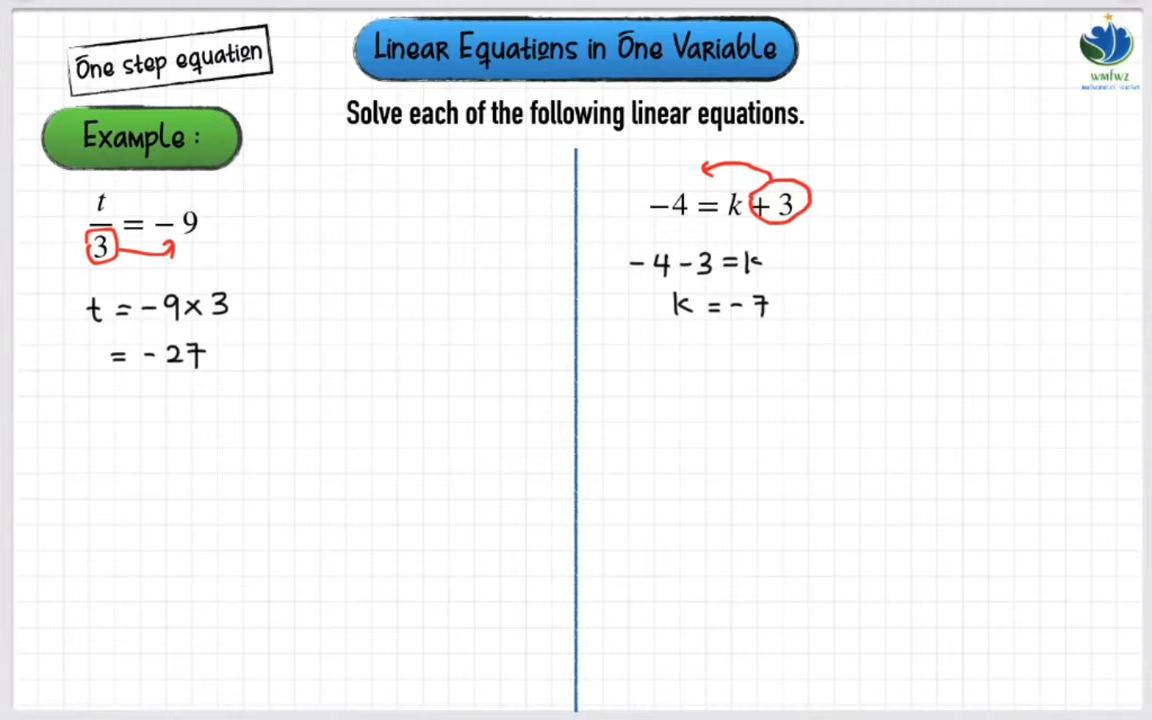 One step equation
Linear Equations in One Variable
WMFWZ
Solve each of the following linear equations.
Example :
t/3 = - 9
t = -9 x 3
= - 27
-4 = k + 3
- 4 - 3 = k
k = - 7